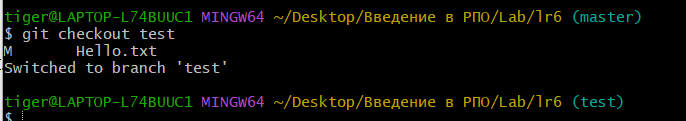 tiger@LAPTOP-L74BUUC1 MINGW64 ~/Desktop/Введение в РПО/Lab/lr6 (master)
$ git checkout test
M       Hello.txt
Switched to branch 'test'
tiger@LAPTOP-L74BUUC1 MINGW64 ~/Desktop/Введение в РПО/Lab/lr6 (test)
$